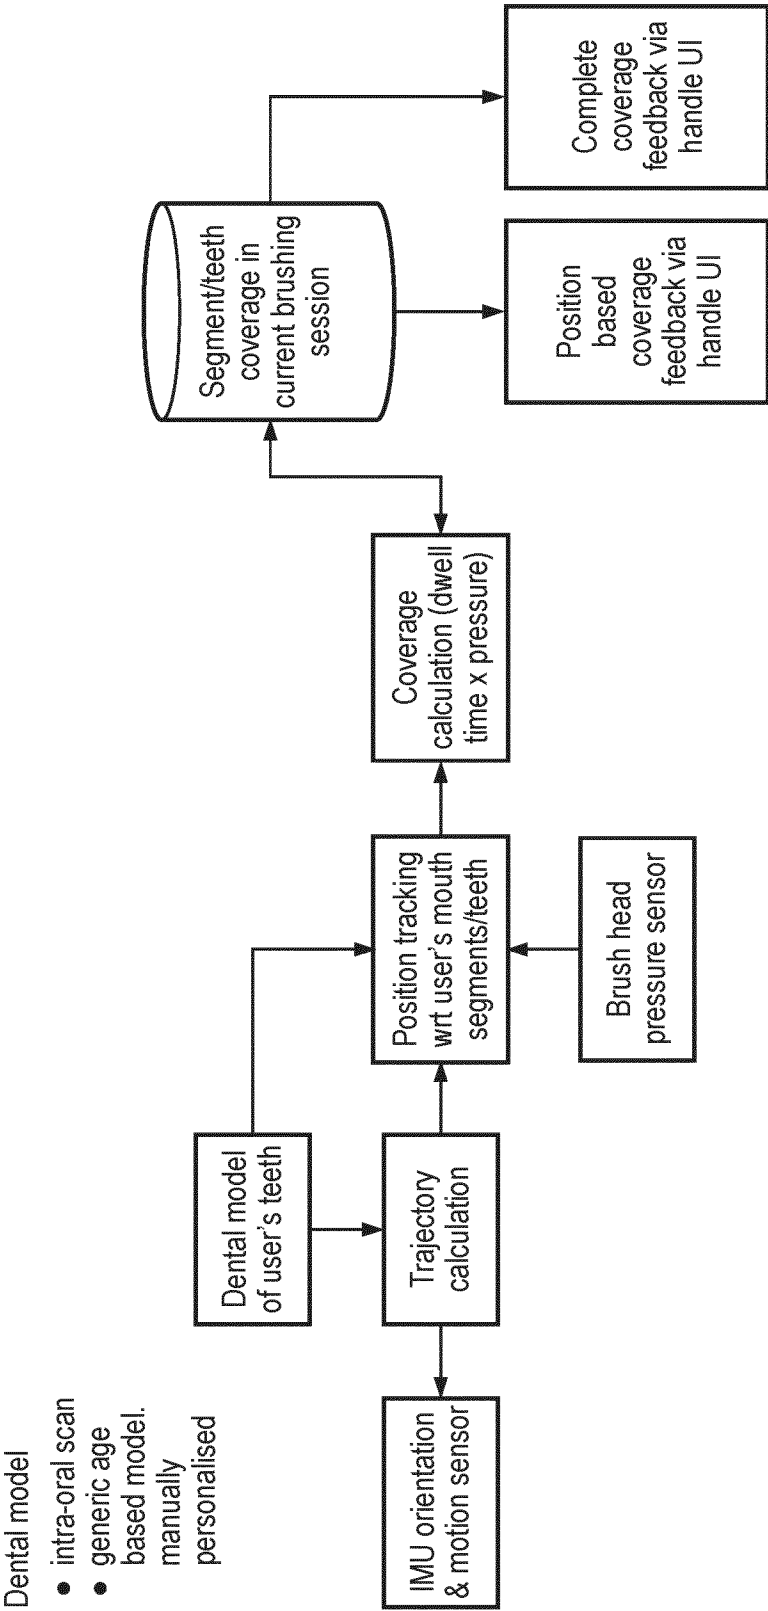 Dental model
● intra-oral scan
● generic age
based model.
manually
personalised
Dental model
of user's teeth
IMU orientation
& motion sensor
Trajectory
calculation
Position tracking
wrt user's mouth
segments/teeth
Brush head
pressure sensor
Coverage
calculation (dwell
time x pressure)
Segment/teeth
coverage in
current brushing
session
Position
based
coverage
feedback via
handle UI
Complete
coverage
feedback via
handle UI